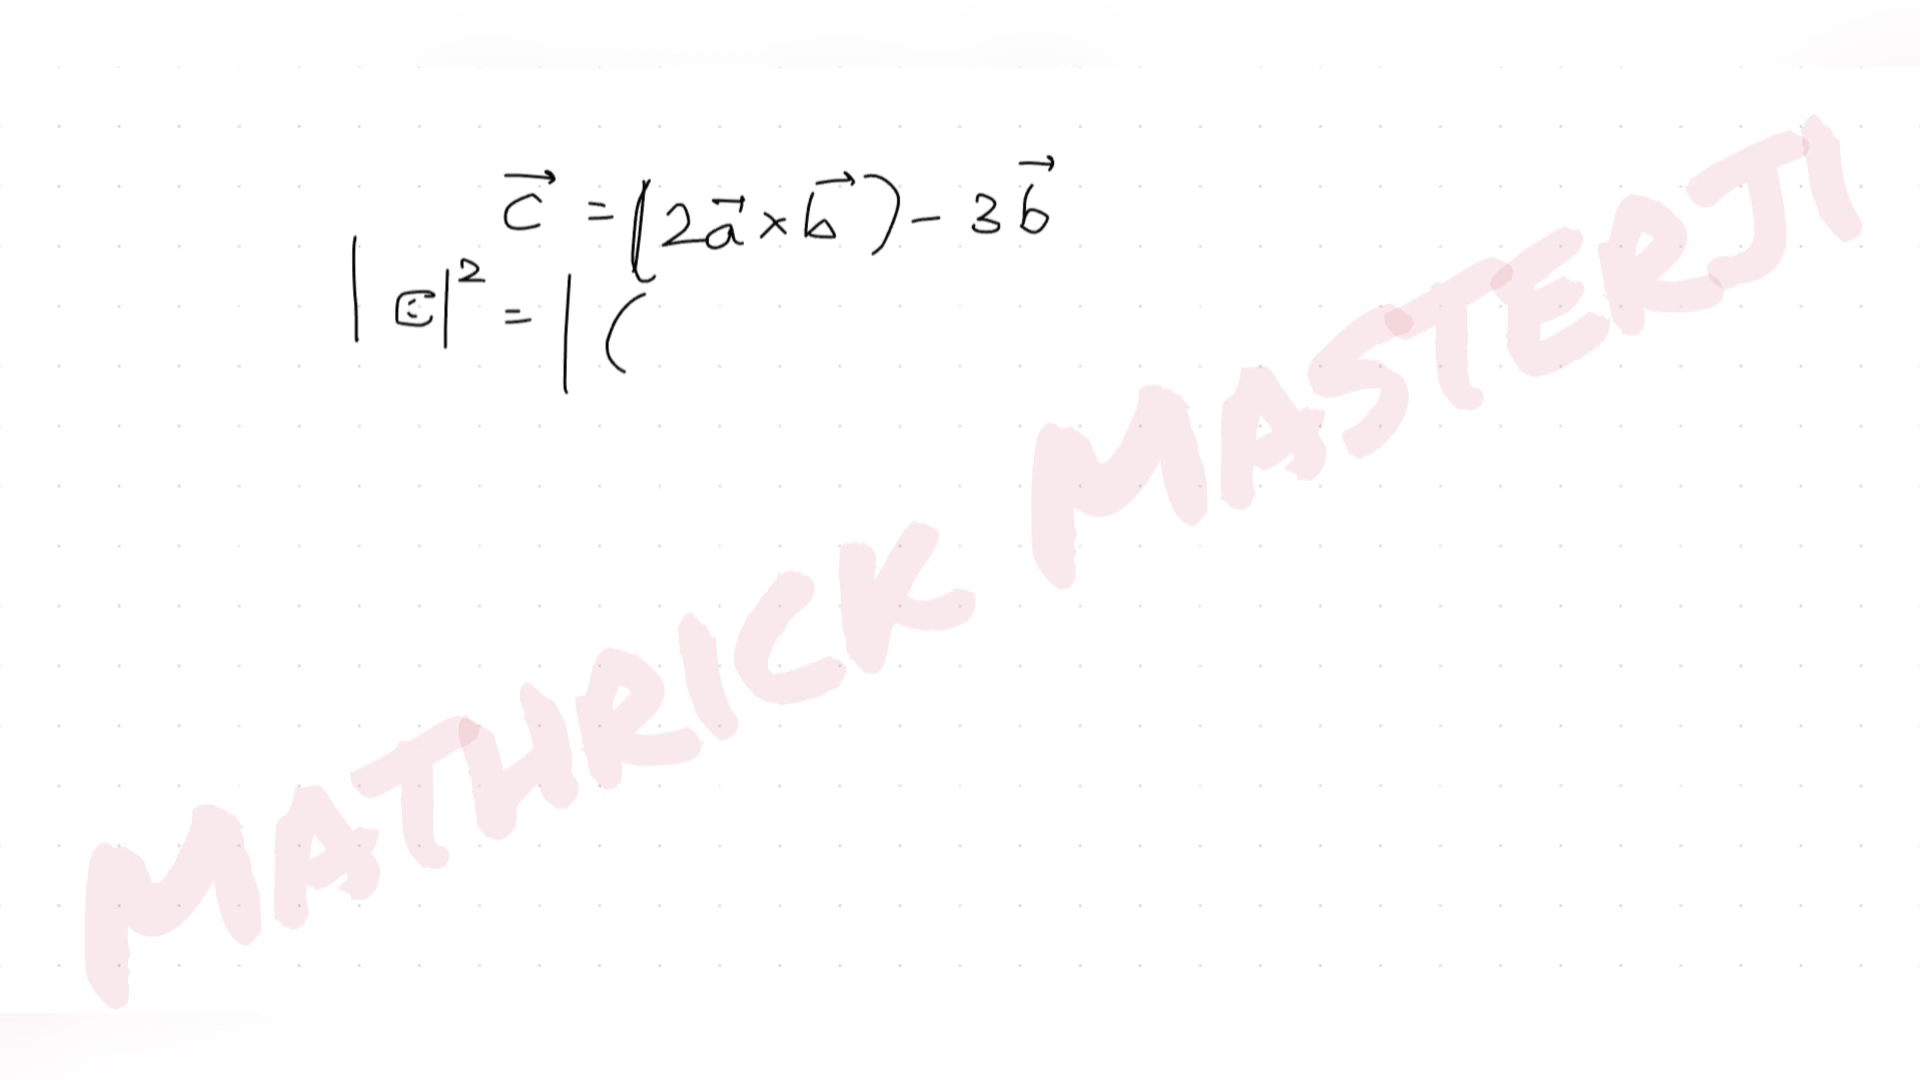 c⃗ = (2a⃗ × b⃗) − 3b⃗
|c|² = | (
MATHRICK MASTERJI